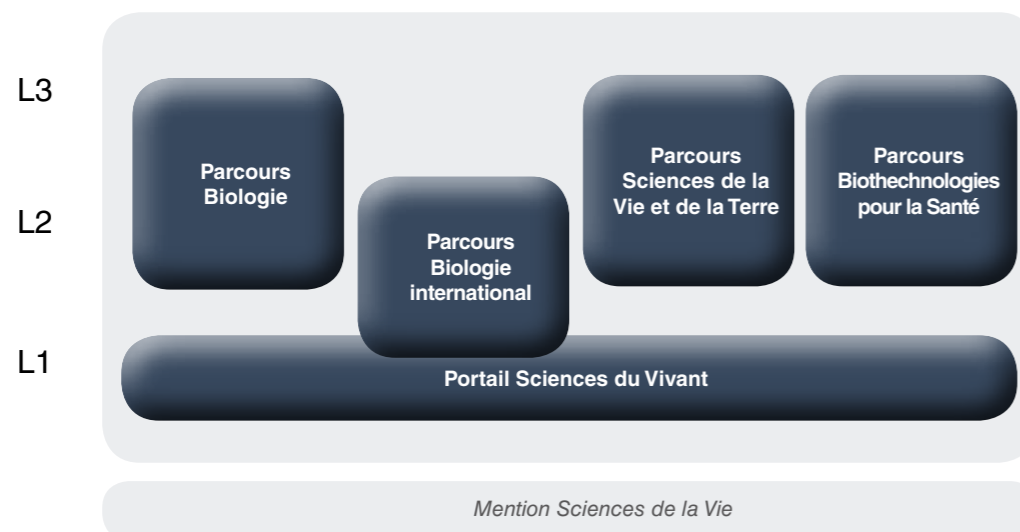 L3
Parcours
Biologie
Parcours
Sciences de la
Vie et de la Terre
Parcours
Biothechnologies
pour la Santé
L2
Parcours
Biologie
international
L1
Portail Sciences du Vivant
Mention Sciences de la Vie